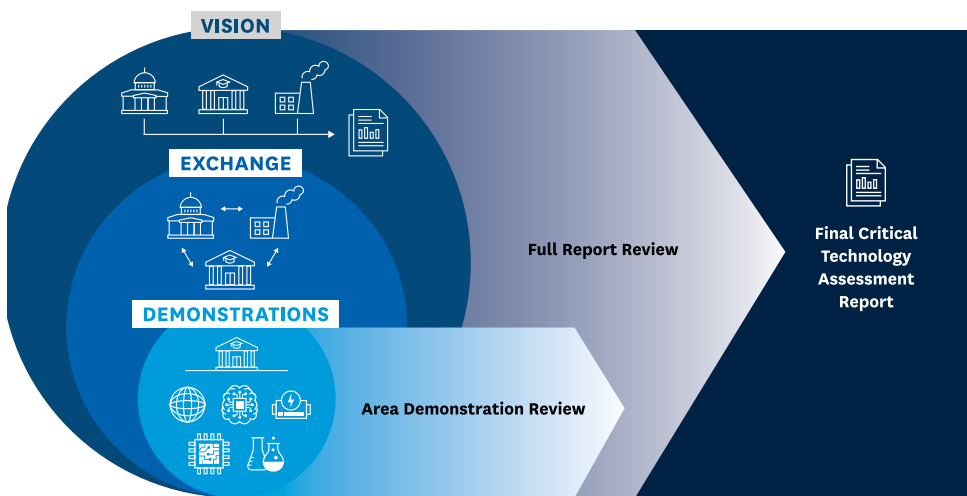 VISION
EXCHANGE
DEMONSTRATIONS
Full Report Review
Area Demonstration Review
Final Critical
Technology
Assessment
Report